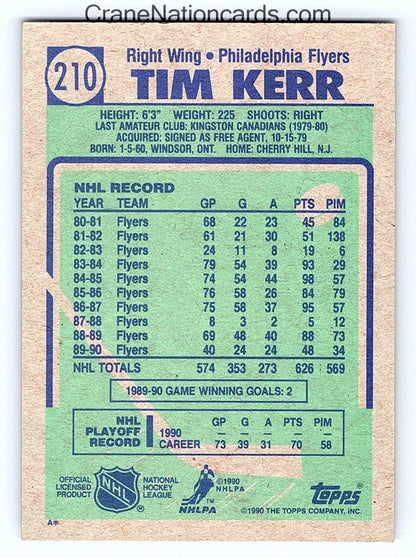 CraneNationcards.com
210
Right Wing • Philadelphia Flyers
TIM KERR
HEIGHT: 6'3" WEIGHT: 225 SHOOTS: RIGHT
LAST AMATEUR CLUB: KINGSTON CANADIANS (1979-80)
ACQUIRED: SIGNED AS FREE AGENT, 10-15-79
BORN: 1-5-60, WINDSOR, ONT. HOME: CHERRY HILL, N.J.
NHL RECORD
YEAR TEAM GP G A PTS PIM
80-81 Flyers 68 22 23 45 84
81-82 Flyers 61 21 30 51 138
82-83 Flyers 24 11 8 19 6
83-84 Flyers 79 54 39 93 29
84-85 Flyers 74 54 44 98 57
85-86 Flyers 76 58 26 84 79
86-87 Flyers 75 58 37 95 57
87-88 Flyers 8 3 2 5 12
88-89 Flyers 69 48 40 88 73
89-90 Flyers 40 24 24 48 34
NHL TOTALS 574 353 273 626 569
1989-90 GAME WINNING GOALS: 2
NHL PLAYOFF RECORD
GP G A PTS PIM
1990 — — — — —
CAREER 73 39 31 70 58
OFFICIAL LICENSED PRODUCT
NHL
NATIONAL HOCKEY LEAGUE
NHLPA
©1990 NHLPA
TOPPS
©1990 THE TOPPS COMPANY, INC.
A*